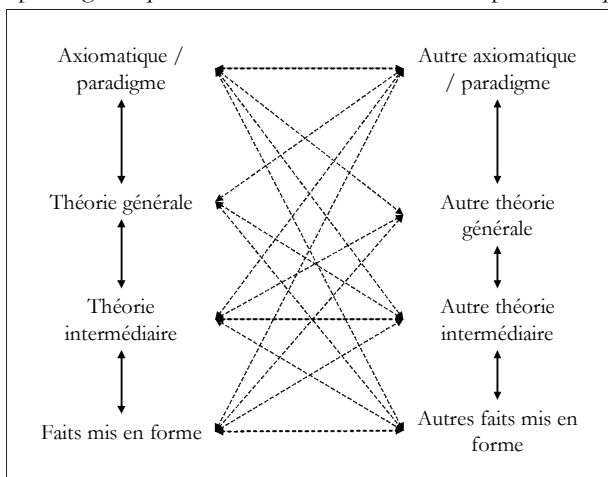 Axiomatique /
paradigme
Autre axiomatique
/ paradigme
Théorie générale
Autre théorie
générale
Théorie
intermédiaire
Autre théorie
intermédiaire
Faits mis en forme
Autres faits mis en
forme